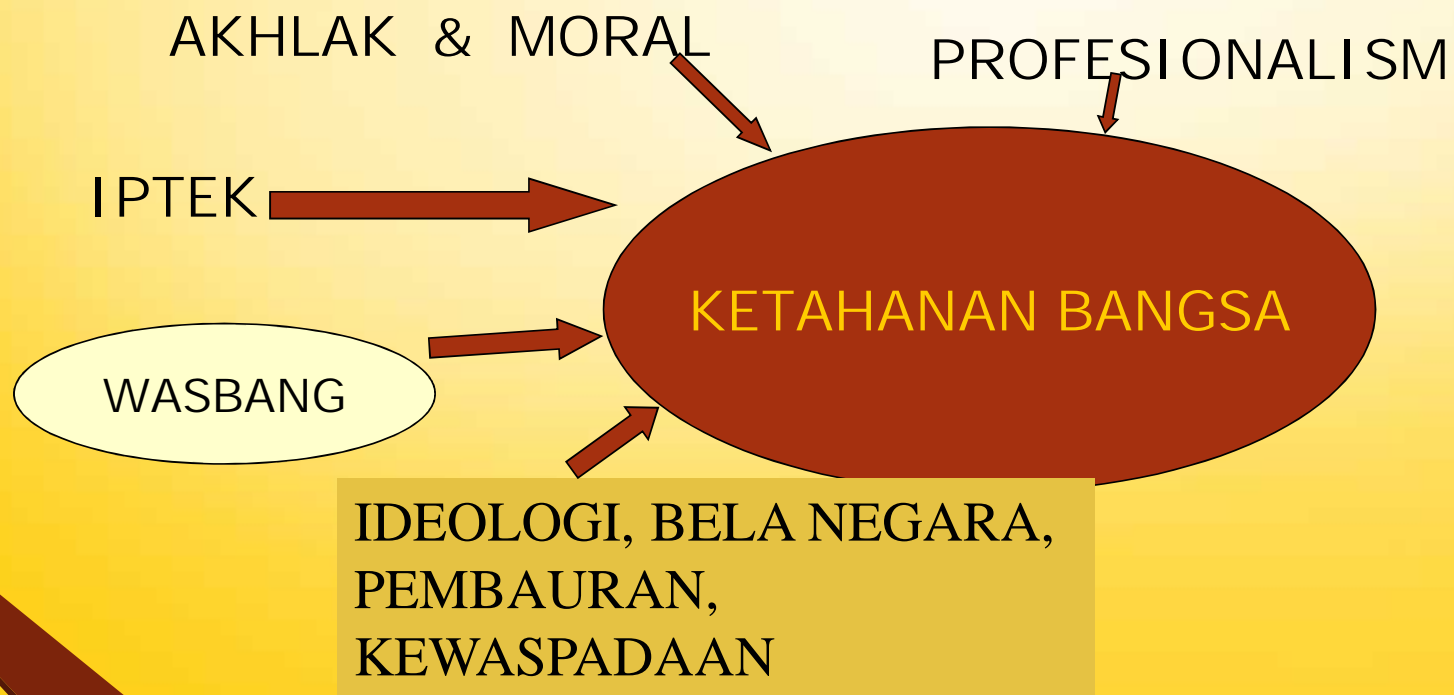 AKHLAK & MORAL
PROFESIONALISM
IPTEK
KETAHANAN BANGSA
WASBANG
IDEOLOGI, BELA NEGARA,
PEMBAURAN,
KEWASPADAAN